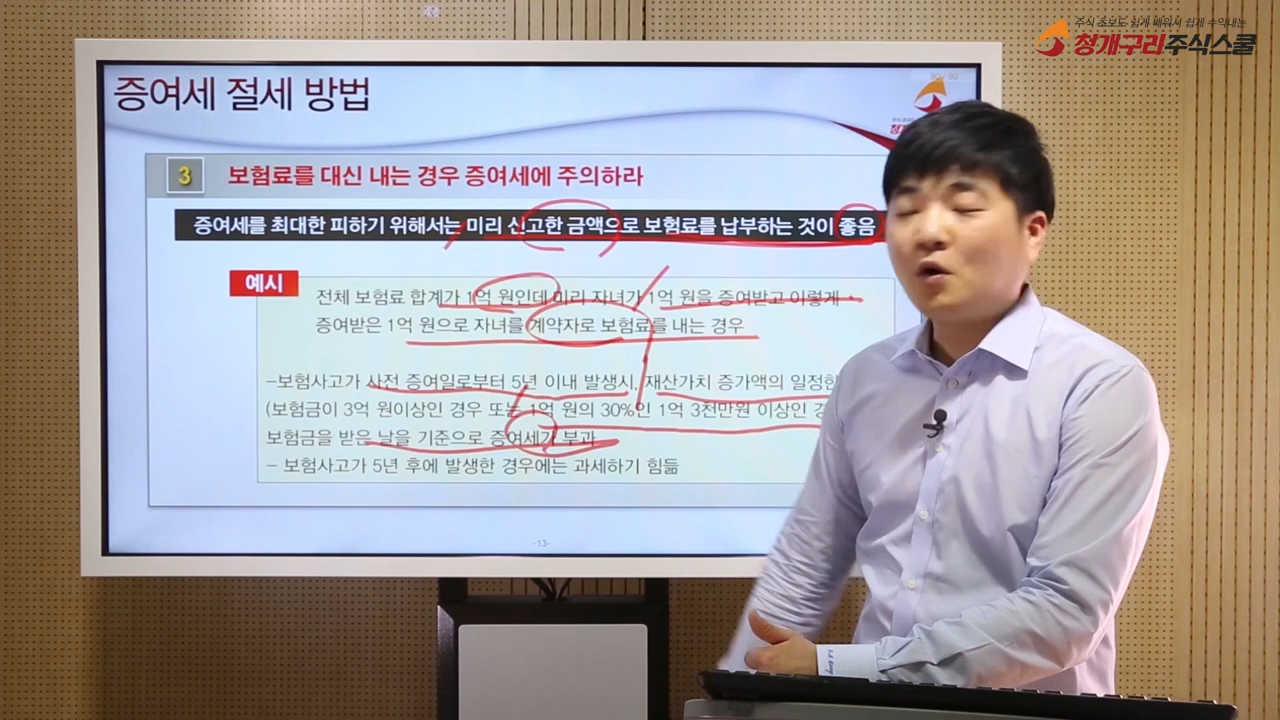 주식 초보도 쉽게 배워서 쉽게 수익내는
청개구리주식스쿨
증여세 절세 방법
3 보험료를 대신 내는 경우 증여세에 주의하라
증여세를 최대한 피하기 위해서는 미리 신고한 금액으로 보험료를 납부하는 것이 좋음
예시
전체 보험료 합계가 1억 원인데 미리 자녀가 1억 원을 증여받고 이렇게
증여받은 1억 원으로 자녀를 계약자로 보험료를 내는 경우
-보험사고가 사전 증여일로부터 5년 이내 발생시, 재산가치 증가액의 일정한
(보험금이 3억 원이상인 경우 또는 1억 원의 30%인 1억 3천만원 이상인
보험금을 받은 날을 기준으로 증여세가 부과
- 보험사고가 5년 후에 발생한 경우에는 과세하기 힘듦
-13-